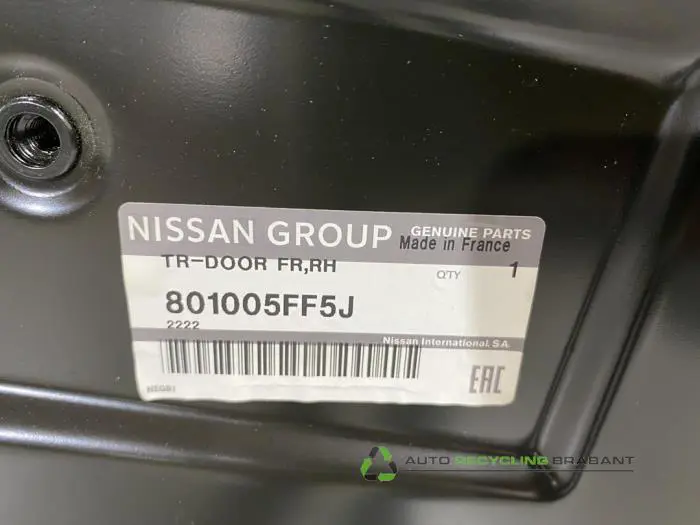 NISSAN GROUP GENUINE PARTS
Made in France
TR-DOOR FR,RH QTY 1
801005FF5J
2222
Nissan International. S.A.
EAC
AUTO RECYCLING BRABANT